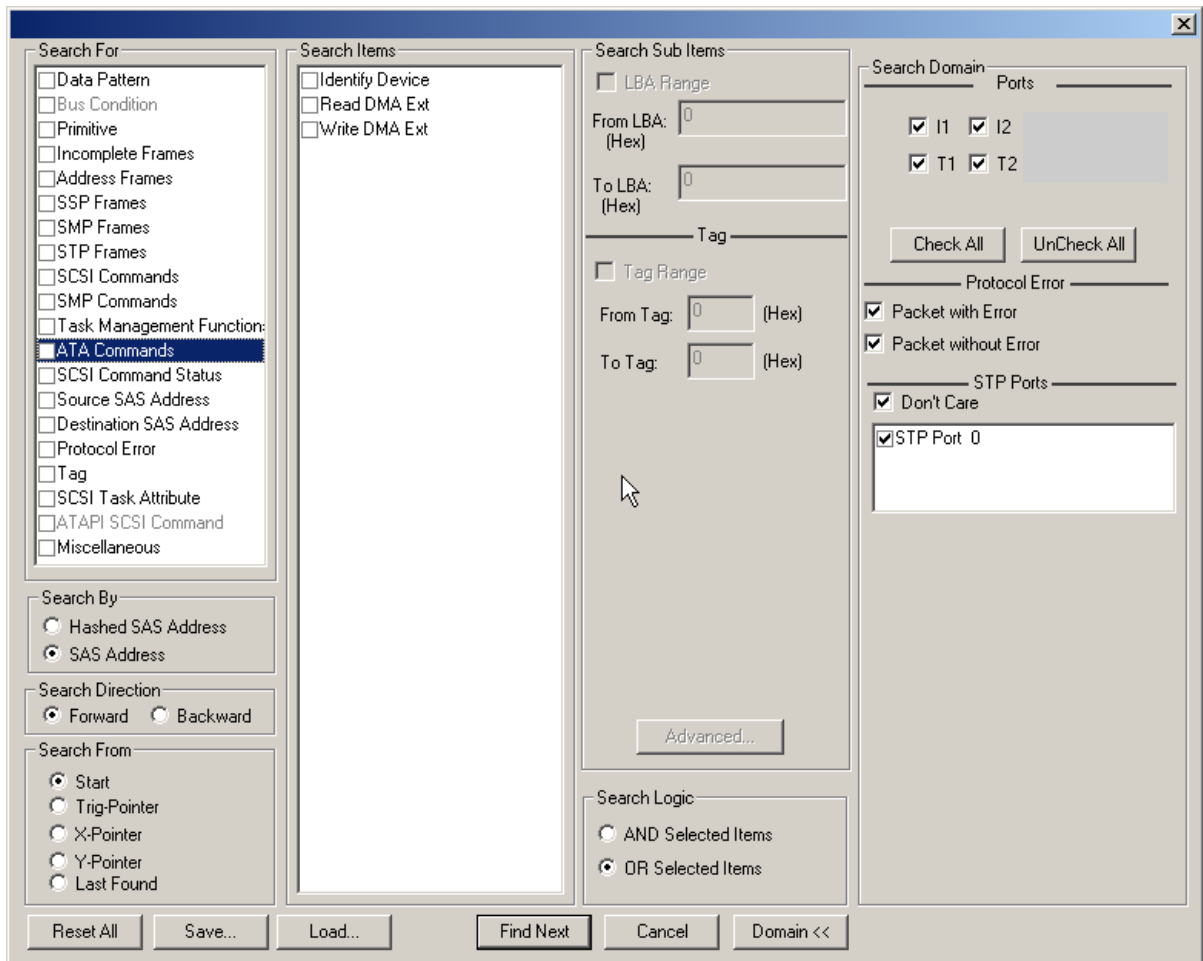 Search For
Data Pattern
Bus Condition
Primitive
Incomplete Frames
Address Frames
SSP Frames
SMP Frames
STP Frames
SCSI Commands
SMP Commands
Task Management Function
ATA Commands
SCSI Command Status
Source SAS Address
Destination SAS Address
Protocol Error
Tag
SCSI Task Attribute
ATAPI SCSI Command
Miscellaneous
Search By
Hashed SAS Address
SAS Address
Search Direction
Forward Backward
Search From
Start
Trig-Pointer
X-Pointer
Y-Pointer
Last Found
Search Items
Identify Device
Read DMA Ext
Write DMA Ext
Search Sub Items
LBA Range
From LBA: 0
(Hex)
To LBA: 0
(Hex)
Tag
Tag Range
From Tag: 0 (Hex)
To Tag: 0 (Hex)
Advanced...
Search Logic
AND Selected Items
OR Selected Items
Search Domain
Ports
I1 I2
T1 T2
Check All UnCheck All
Protocol Error
Packet with Error
Packet without Error
STP Ports
Don't Care
STP Port 0
Reset All Save... Load... Find Next Cancel Domain <<